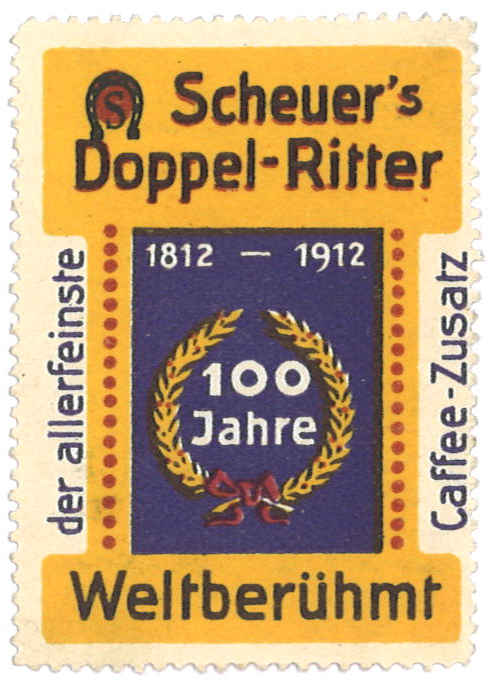 S
Scheuer's
Doppel-Ritter
1812 — 1912
100
Jahre
der allerfeinste
Caffee-Zusatz
Weltberühmt